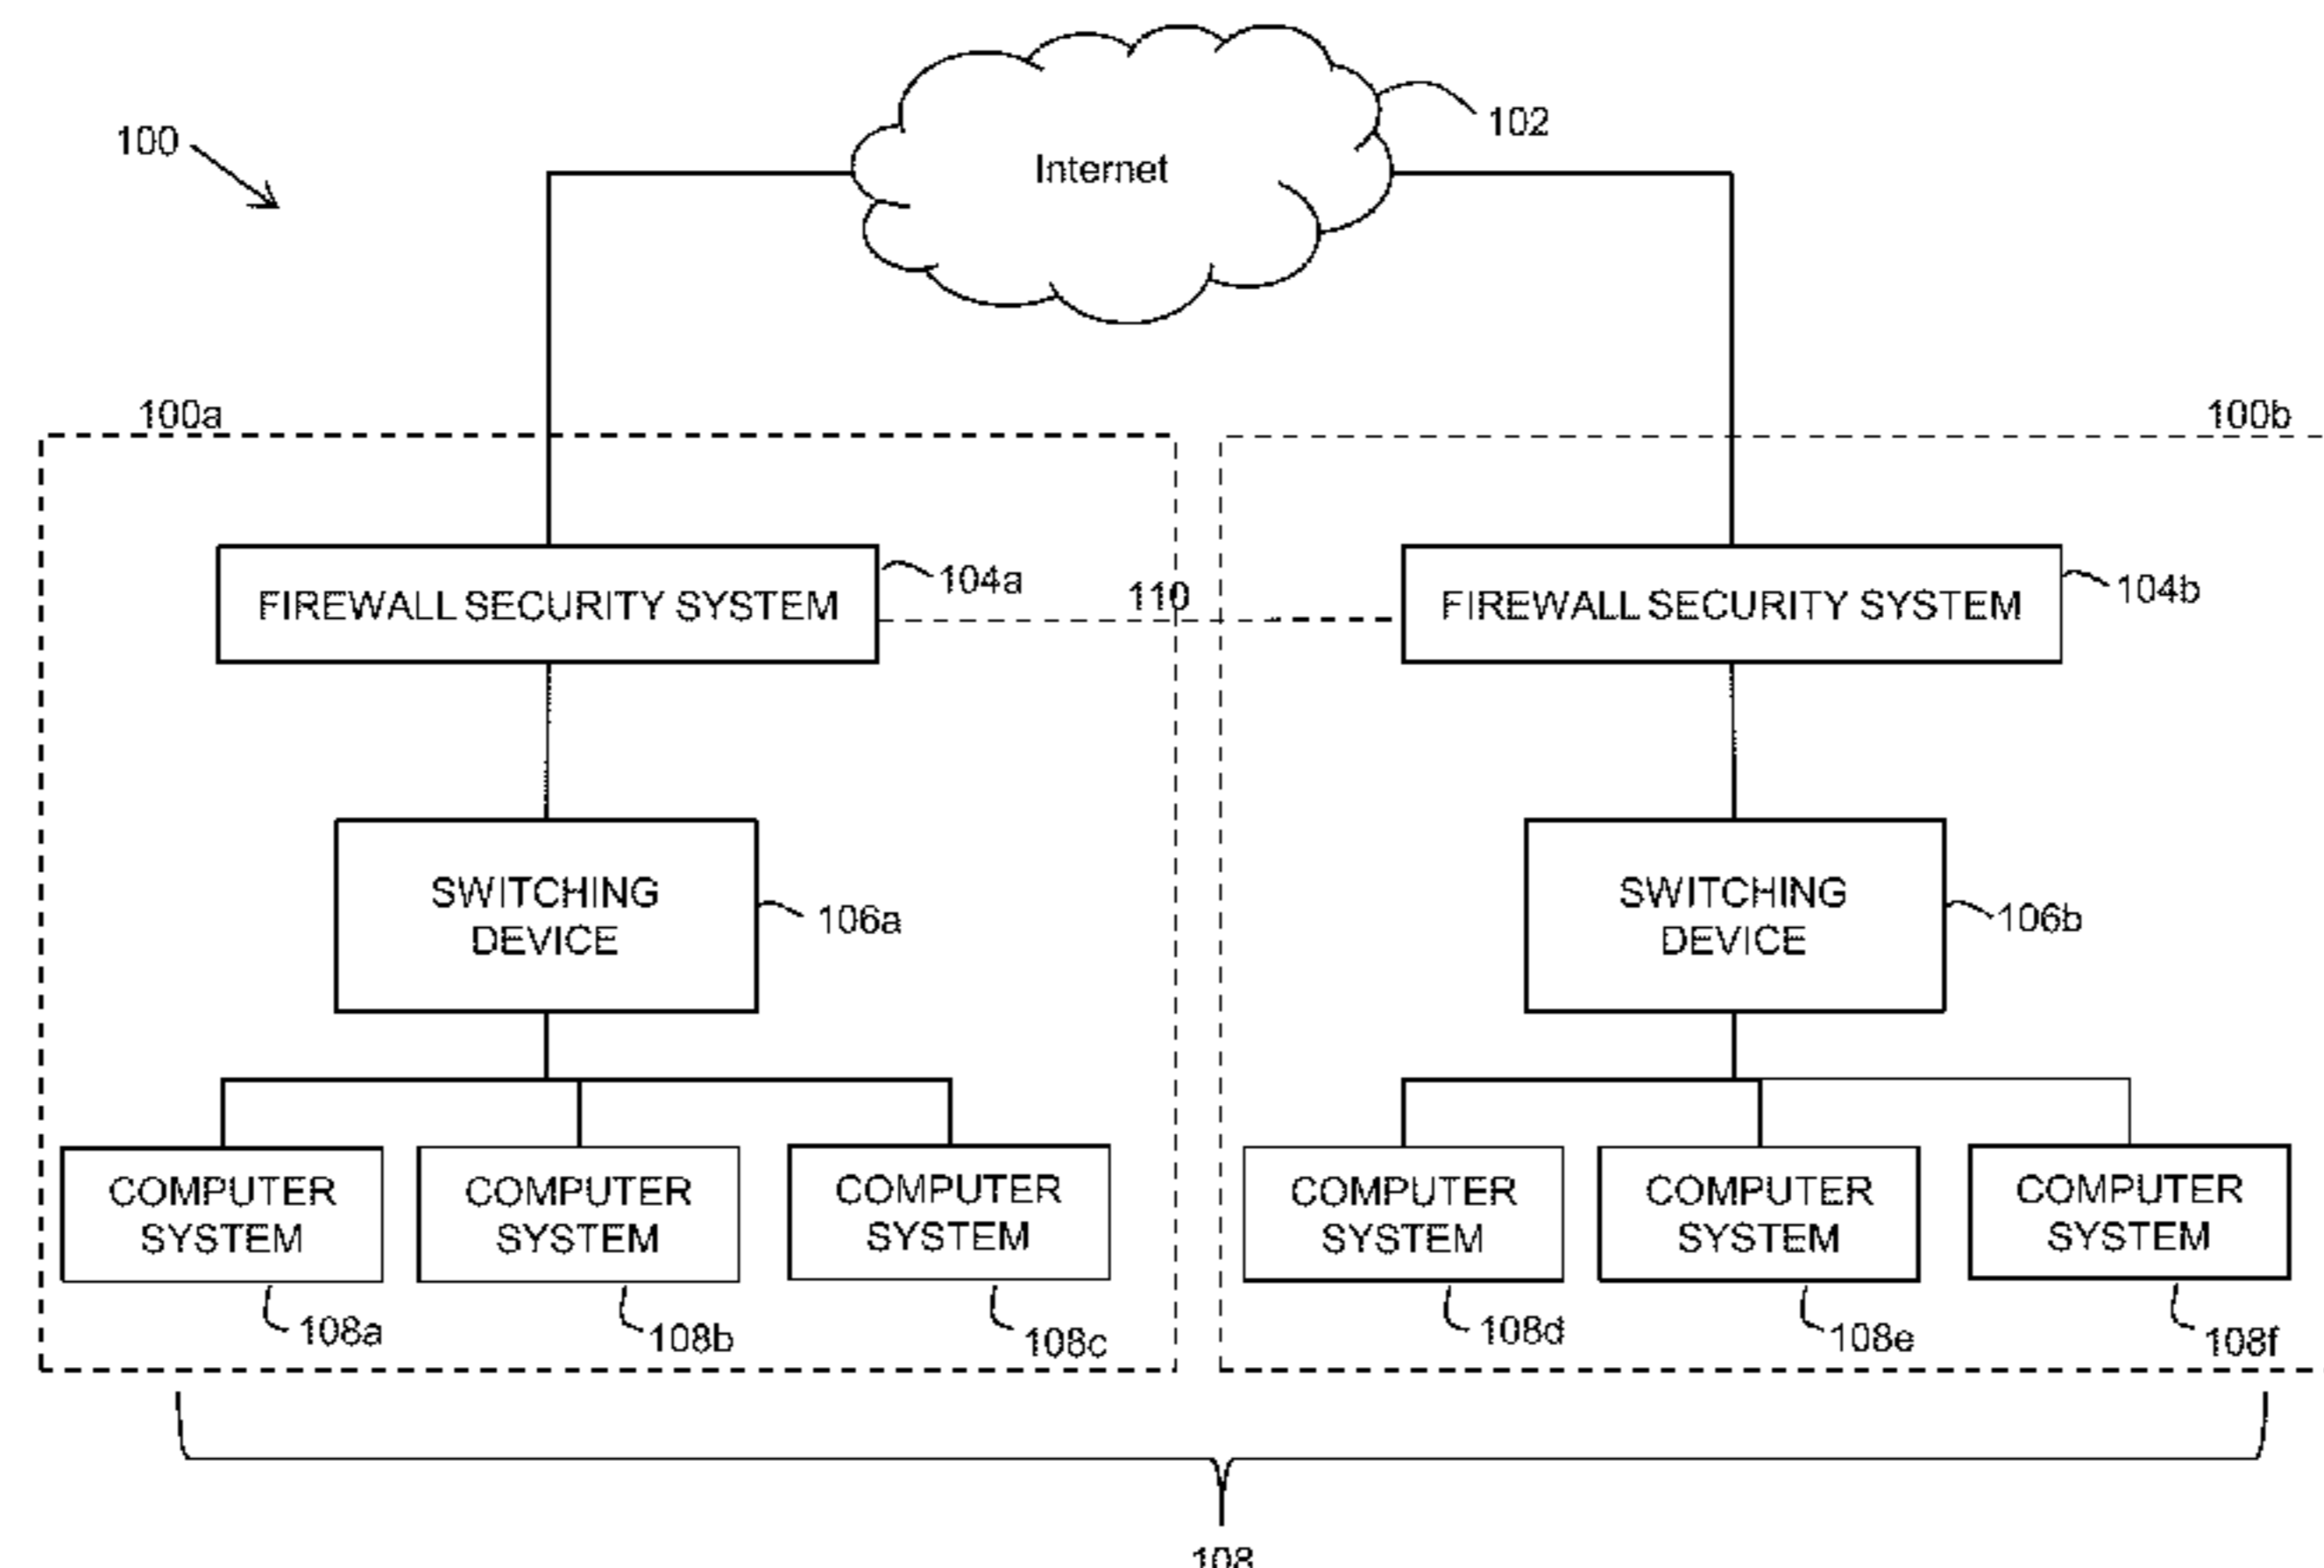 102
100
Internet
100a
100b
104a
FIREWALL SECURITY SYSTEM
110
104b
FIREWALL SECURITY SYSTEM
SWITCHING
DEVICE
106a
SWITCHING
DEVICE
106b
COMPUTER
SYSTEM
COMPUTER
SYSTEM
COMPUTER
SYSTEM
COMPUTER
SYSTEM
COMPUTER
SYSTEM
COMPUTER
SYSTEM
108a
108b
108c
108d
108e
108f
108